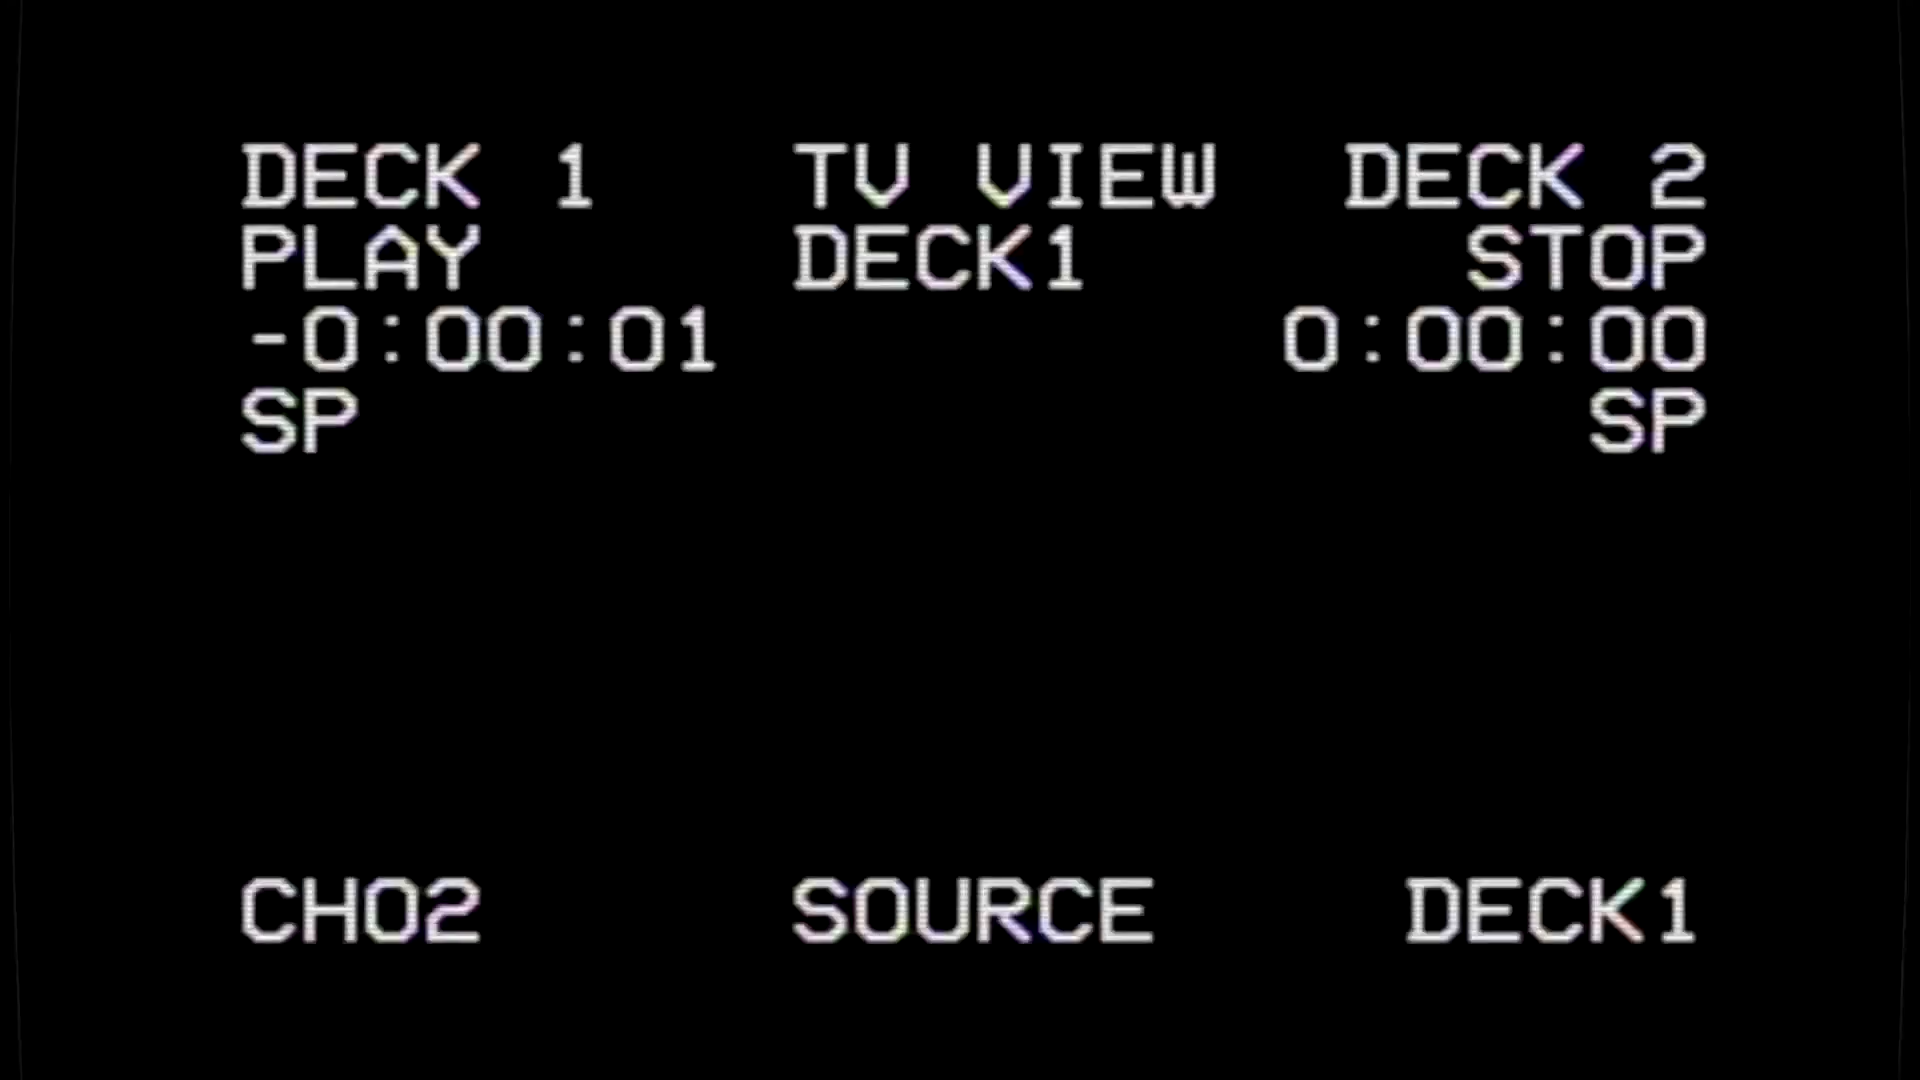 DECK 1 TV VIEW DECK 2
PLAY DECK1 STOP
-0:00:01 0:00:00
SP SP
CH02 SOURCE DECK1